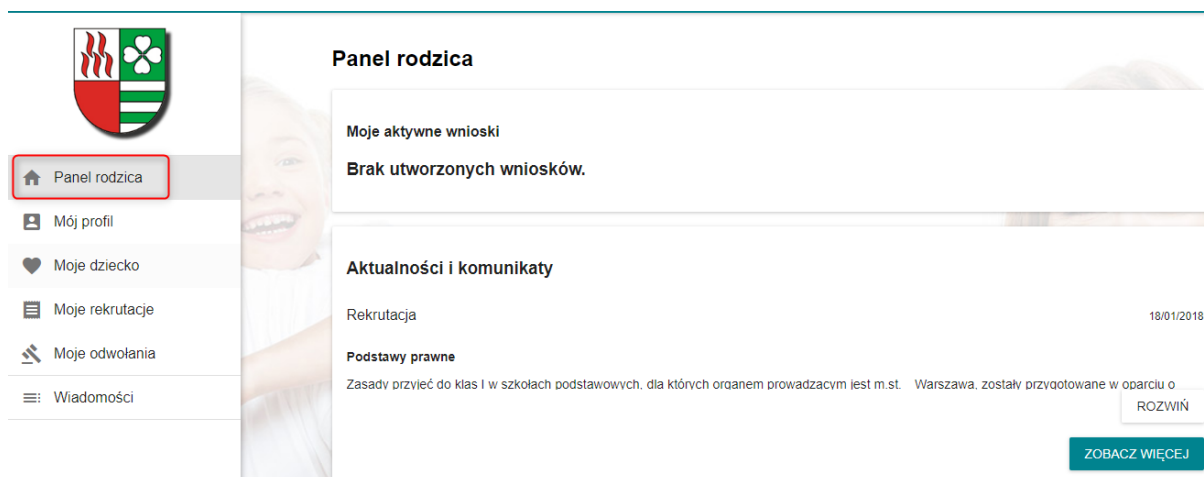 Panel rodzica
Mój profil
Moje dziecko
Moje rekrutacje
Moje odwołania
Wiadomości
Panel rodzica
Moje aktywne wnioski
Brak utworzonych wniosków.
Aktualności i komunikaty
Rekrutacja 18/01/2018
Podstawy prawne
Zasady przyjęć do klas I w szkołach podstawowych, dla których organem prowadzącym jest m.st. Warszawa, zostały przygotowane w oparciu o
ROZWIŃ
ZOBACZ WIĘCEJ